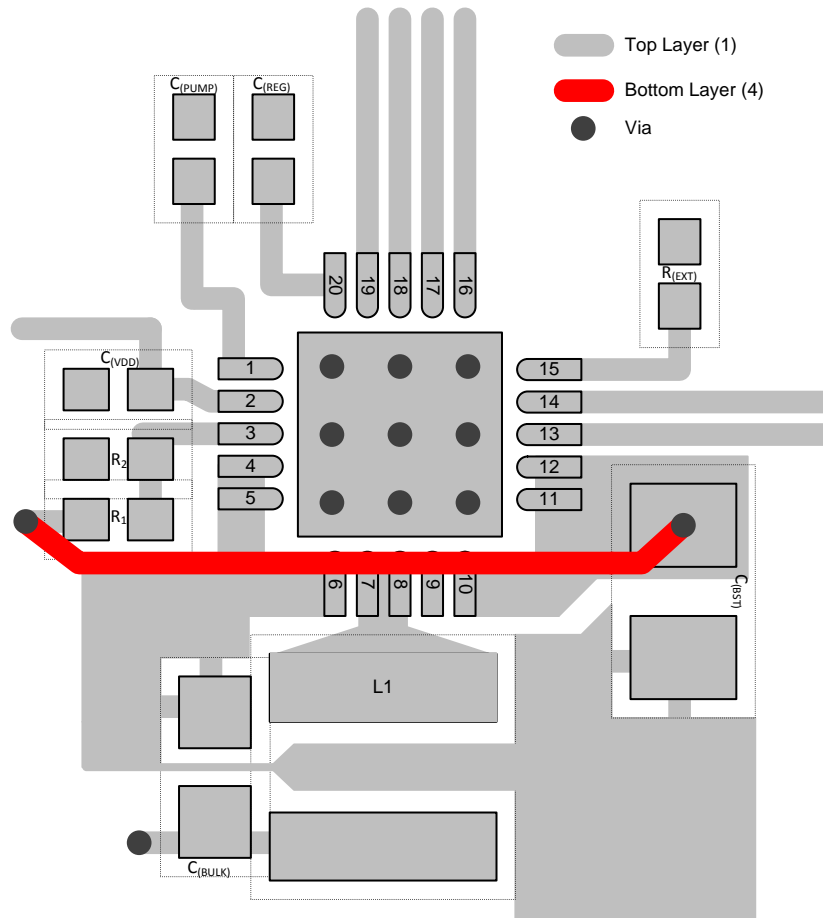 Top Layer (1)
Bottom Layer (4)
Via
C(PUMP)
C(REG)
R(EXT)
20
19
18
17
16
C(VDD)
1
2
3
4
5
15
14
13
12
11
R2
R1
6
7
8
9
10
C(BST)
L1
C(BULK)